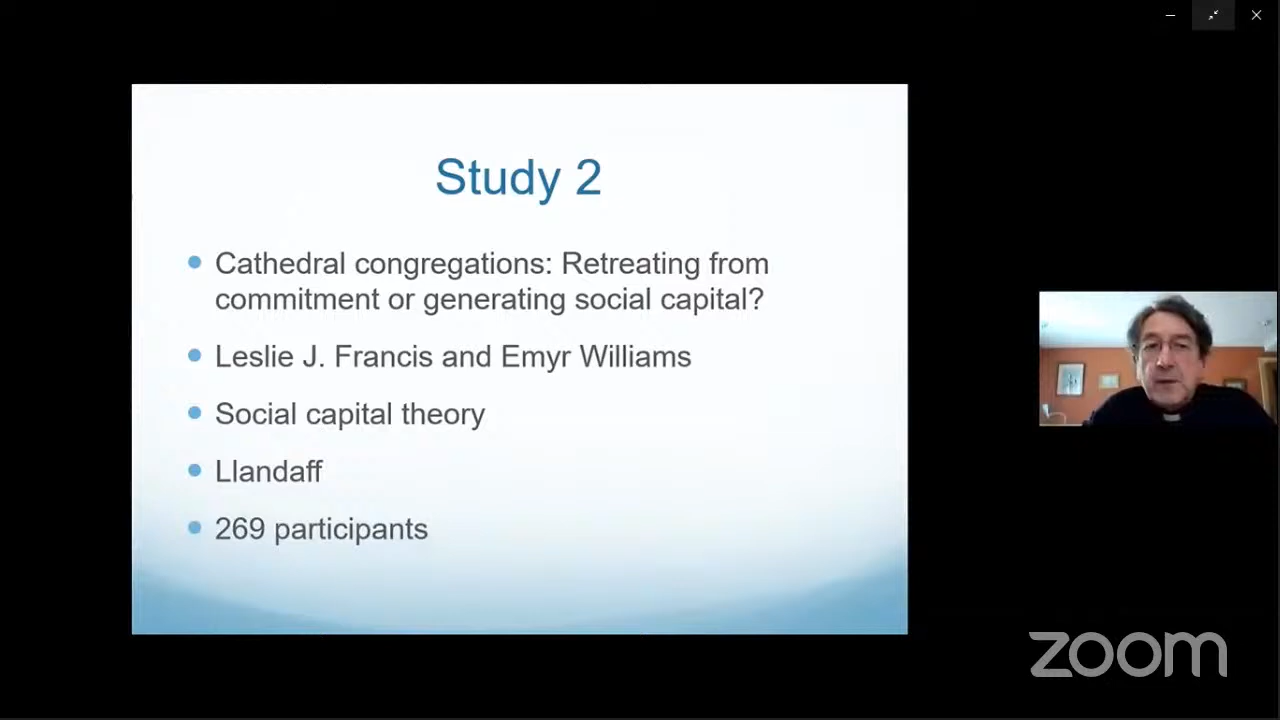 Study 2
Cathedral congregations: Retreating from
commitment or generating social capital?
Leslie J. Francis and Emyr Williams
Social capital theory
Llandaff
269 participants
zoom